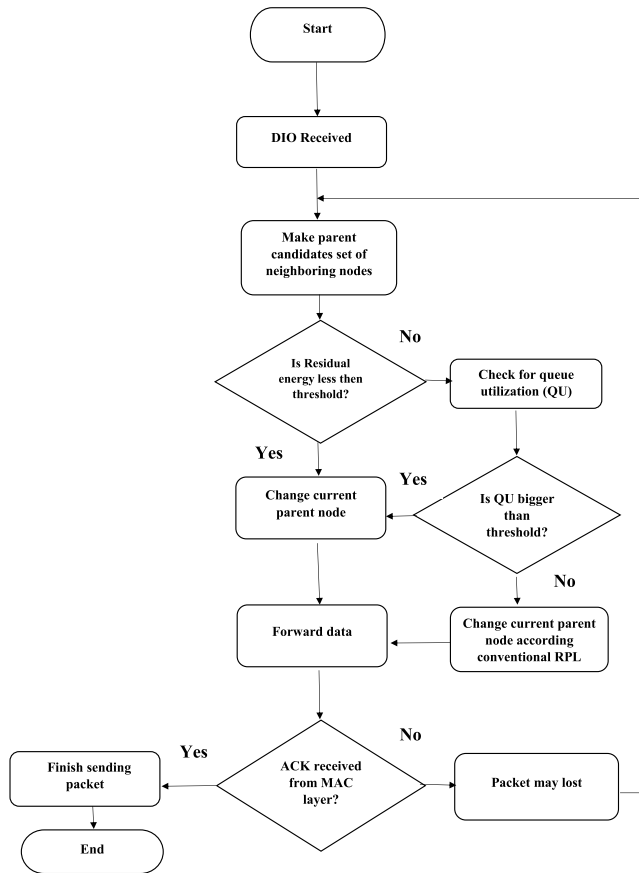 Start
DIO Received
Make parent
candidates set of
neighboring nodes
No
Is Residual
energy less then
threshold?
Check for queue
utilization (QU)
Yes
Yes
Change current
parent node
Is QU bigger
than
threshold?
No
Forward data
Change current parent
node according
conventional RPL
Yes
No
ACK received
from MAC
layer?
Finish sending
packet
Packet may lost
End